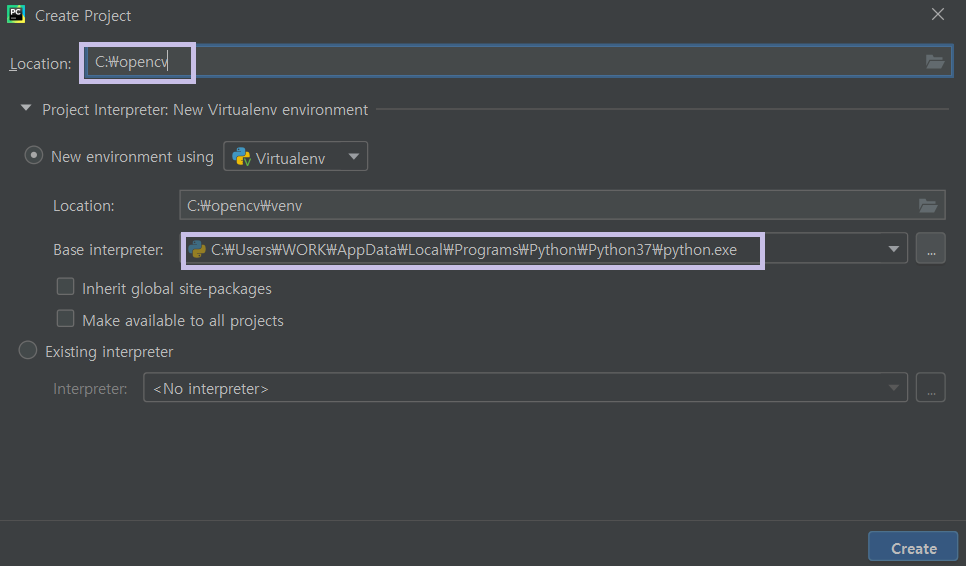 PC
Create Project
Location: C:₩opencv
Project Interpreter: New Virtualenv environment
New environment using Virtualenv
Location: C:₩opencv₩venv
Base interpreter: C:₩Users₩WORK₩AppData₩Local₩Programs₩Python₩Python37₩python.exe ...
Inherit global site-packages
Make available to all projects
Existing interpreter
Interpreter: <No interpreter> ...
Create